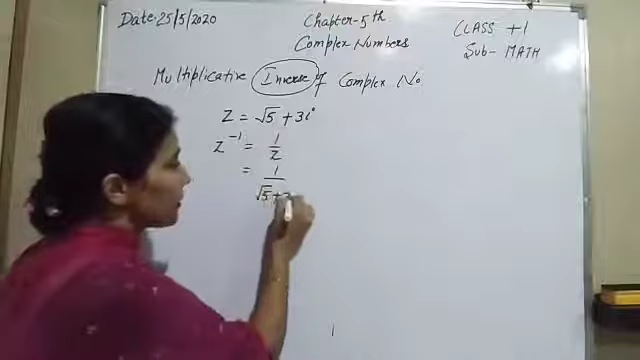 Date-25/5/2020
Chapter-5th
CLASS +1
Complex Numbers
Sub- MATH
Multiplicative Inverse of Complex No.
z = √5 + 3i
z⁻¹ = 1/z
= 1/√5+3